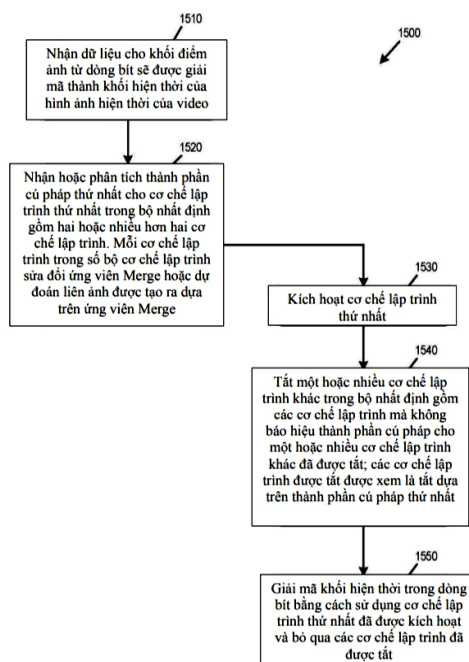 1510
1500
Nhận dữ liệu cho khối điểm
ảnh từ dòng bít sẽ được giải
mã thành khối hiện thời của
hình ảnh hiện thời của video
1520
Nhận hoặc phân tích thành phần
cú pháp thứ nhất cho cơ chế lập
trình thứ nhất trong bộ nhất định
gồm hai hoặc nhiều hơn hai cơ
chế lập trình. Mỗi cơ chế lập
trình trong số bộ cơ chế lập trình
sửa đổi ứng viên Merge hoặc dự
đoán liên ảnh được tạo ra dựa
trên ứng viên Merge
1530
Kích hoạt cơ chế lập trình
thứ nhất
1540
Tắt một hoặc nhiều cơ chế lập
trình khác trong bộ nhất định gồm
các cơ chế lập trình mà không
báo hiệu thành phần cú pháp cho
một hoặc nhiều cơ chế lập trình
khác đã được tắt; các cơ chế lập
trình được tắt được xem là tắt dựa
trên thành phần cú pháp thứ nhất
1550
Giải mã khối hiện thời trong dòng
bít bằng cách sử dụng cơ chế lập
trình thứ nhất đã được kích hoạt
và bỏ qua các cơ chế lập trình đã
được tắt